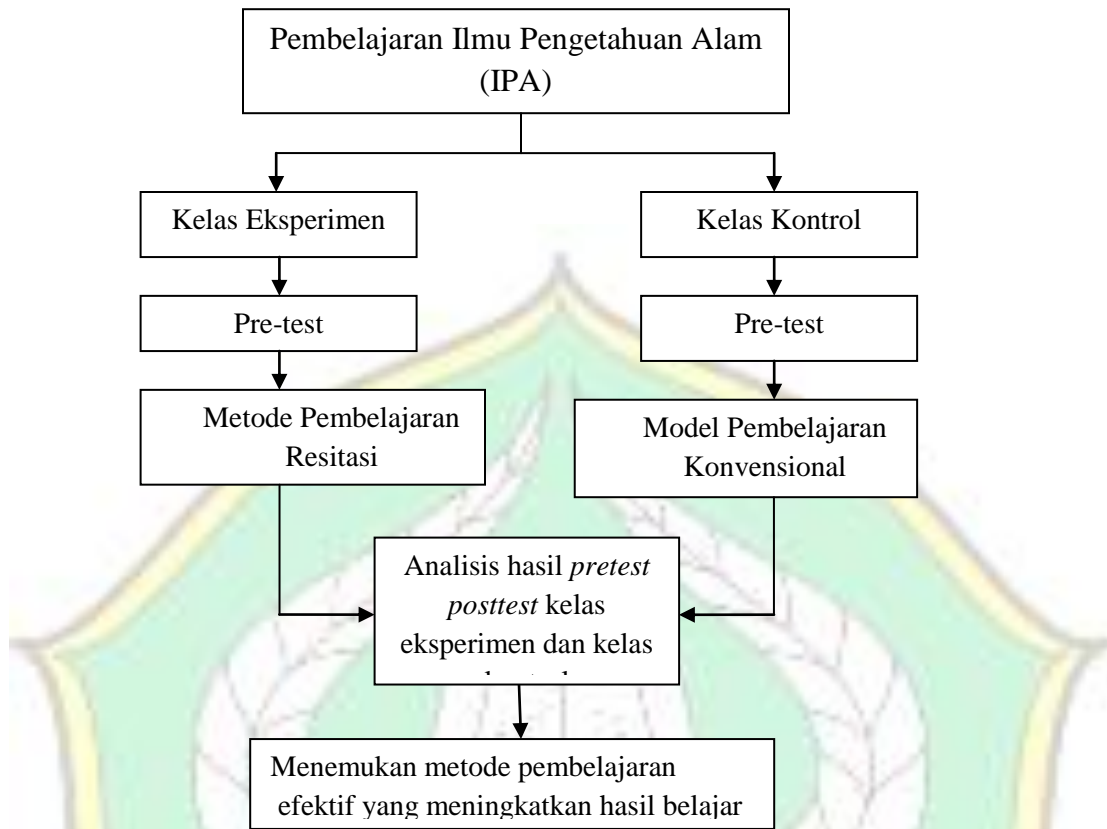 Pembelajaran Ilmu Pengetahuan Alam
(IPA)
Kelas Eksperimen
Kelas Kontrol
Pre-test
Pre-test
Metode Pembelajaran
Resitasi
Model Pembelajaran
Konvensional
Analisis hasil pretest
posttest kelas
eksperimen dan kelas
Menemukan metode pembelajaran
efektif yang meningkatkan hasil belajar